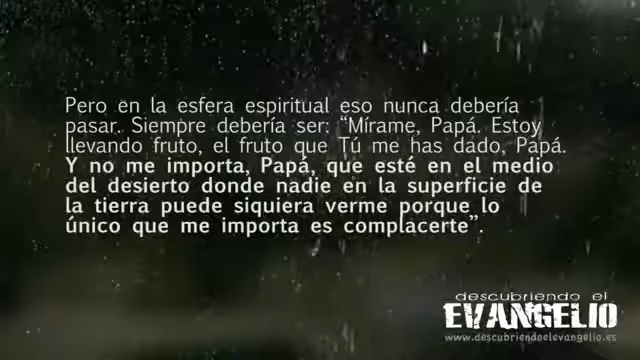 Pero en la esfera espiritual eso nunca debería
pasar. Siempre debería ser: “Mírame, Papá. Estoy
llevando fruto, el fruto que Tú me has dado, Papá.
Y no me importa, Papá, que esté en el medio
del desierto donde nadie en la superficie de
la tierra puede siquiera verme porque lo
único que me importa es complacerte”.
descubriendo el
EVANGELIO
www.descubriendoelevangelio.es